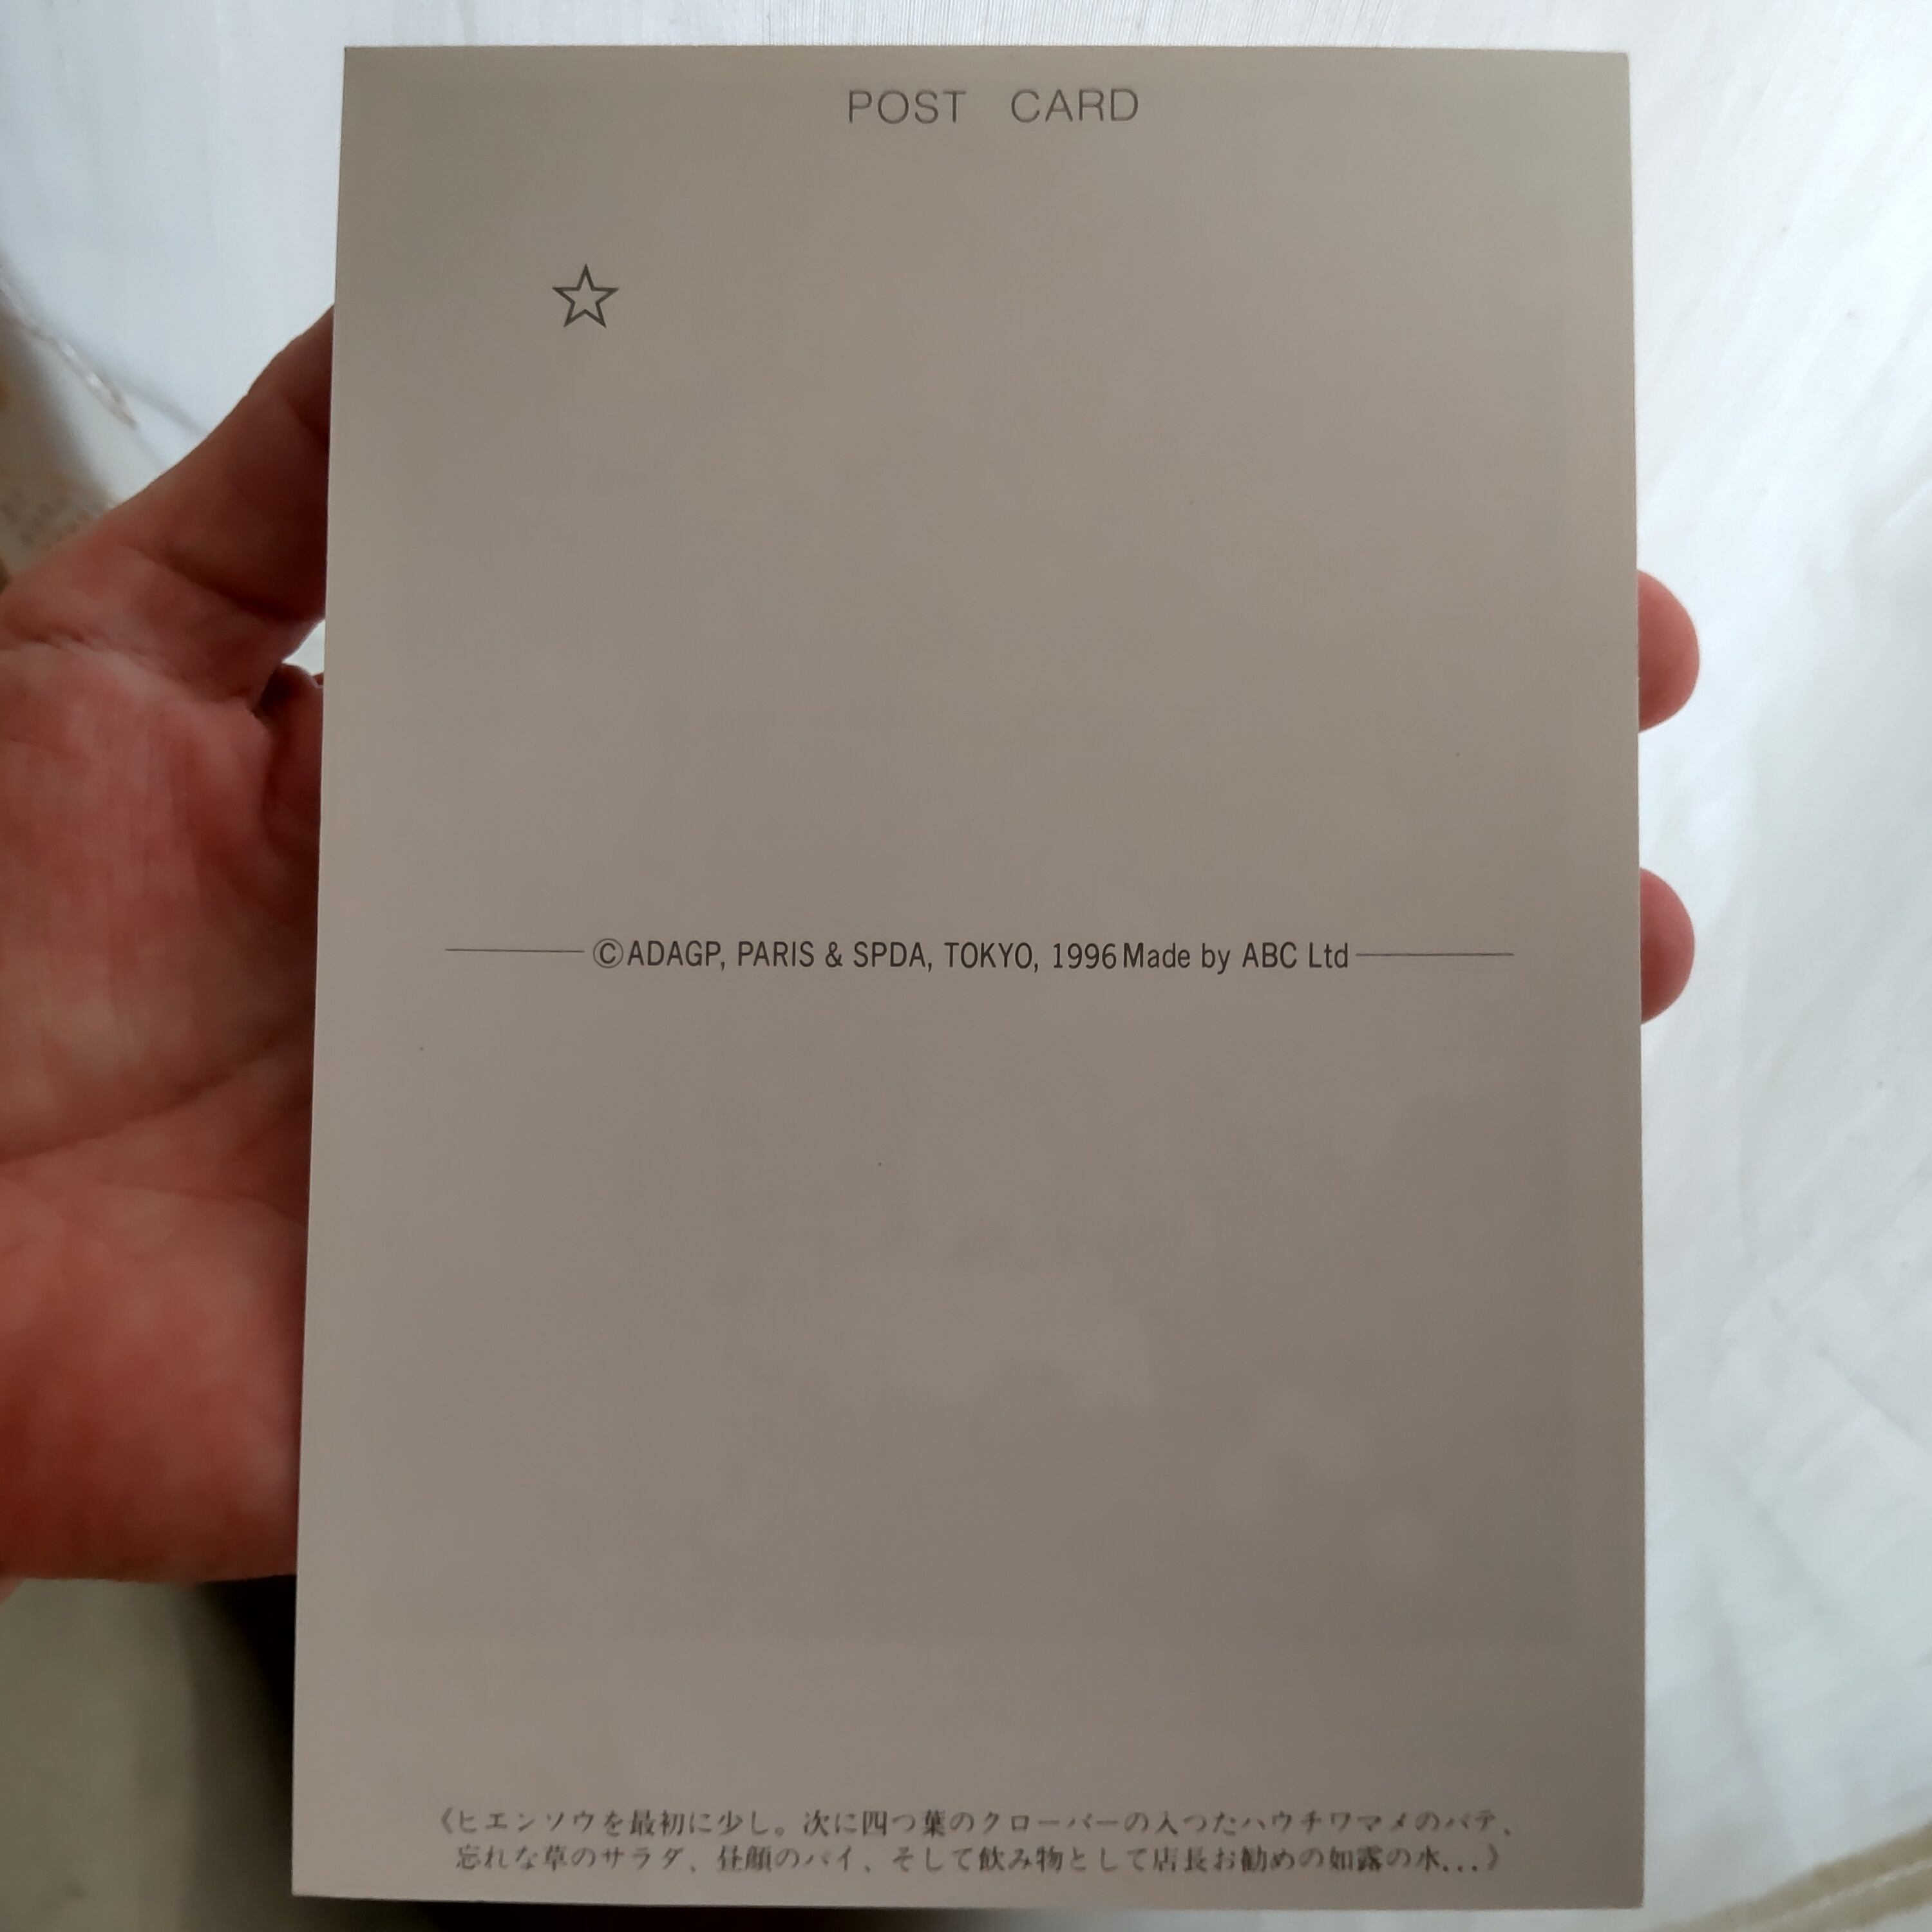 POST CARD
☆
©ADAGP, PARIS & SPDA, TOKYO, 1996 Made by ABC Ltd
《ヒエンソウを最初に少し。次に四つ葉のクローバーの入つたハウチワマメのパテ、
忘れな草のサラダ、昼顔のパイ、そして飲み物として店長お勧めの如露の水...》